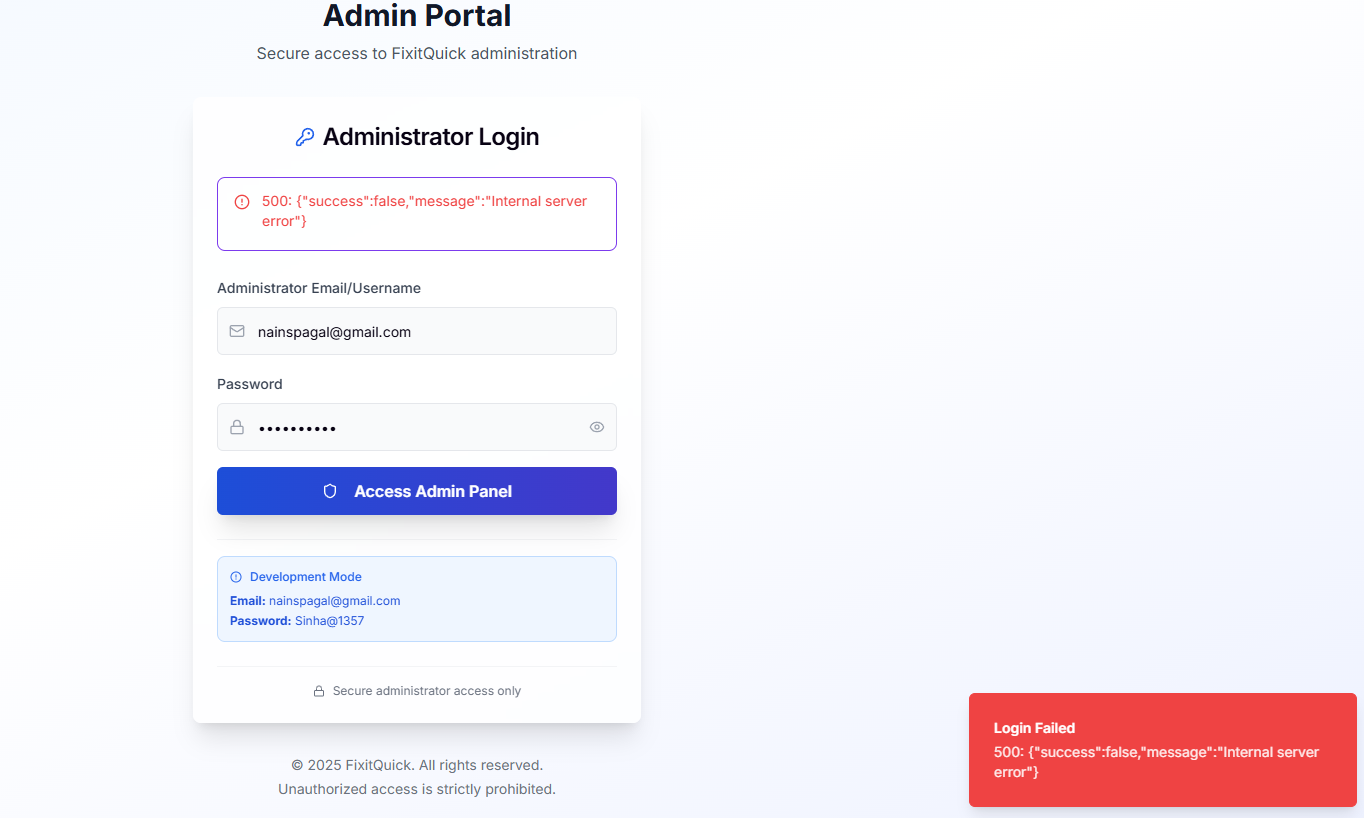 Admin Portal
Secure access to FixitQuick administration
Administrator Login
500: {"success":false,"message":"Internal server
error"}
Administrator Email/Username
nainspagal@gmail.com
Password
••••••••••
Access Admin Panel
Development Mode
Email: nainspagal@gmail.com
Password: Sinha@1357
Secure administrator access only
© 2025 FixitQuick. All rights reserved.
Unauthorized access is strictly prohibited.
Login Failed
500: {"success":false,"message":"Internal server
error"}